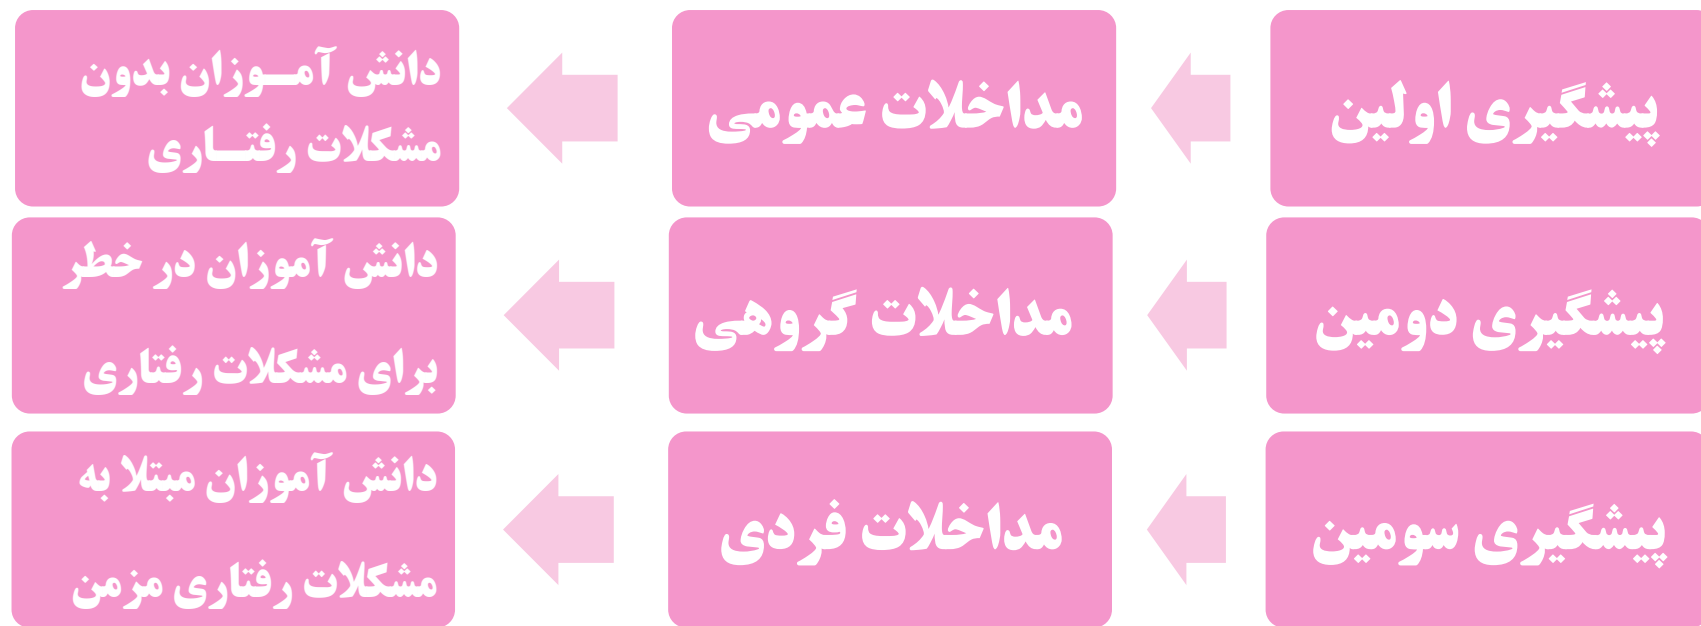 پیشگیری اولین
مداخلات عمومی
دانش آمــوزان بدون
مشکلات رفتــاری
پیشگیری دومین
مداخلات گروهی
دانش آموزان در خطر
برای مشکلات رفتاری
پیشگیری سومین
مداخلات فردی
دانش آموزان مبتلا به
مشکلات رفتاری مزمن